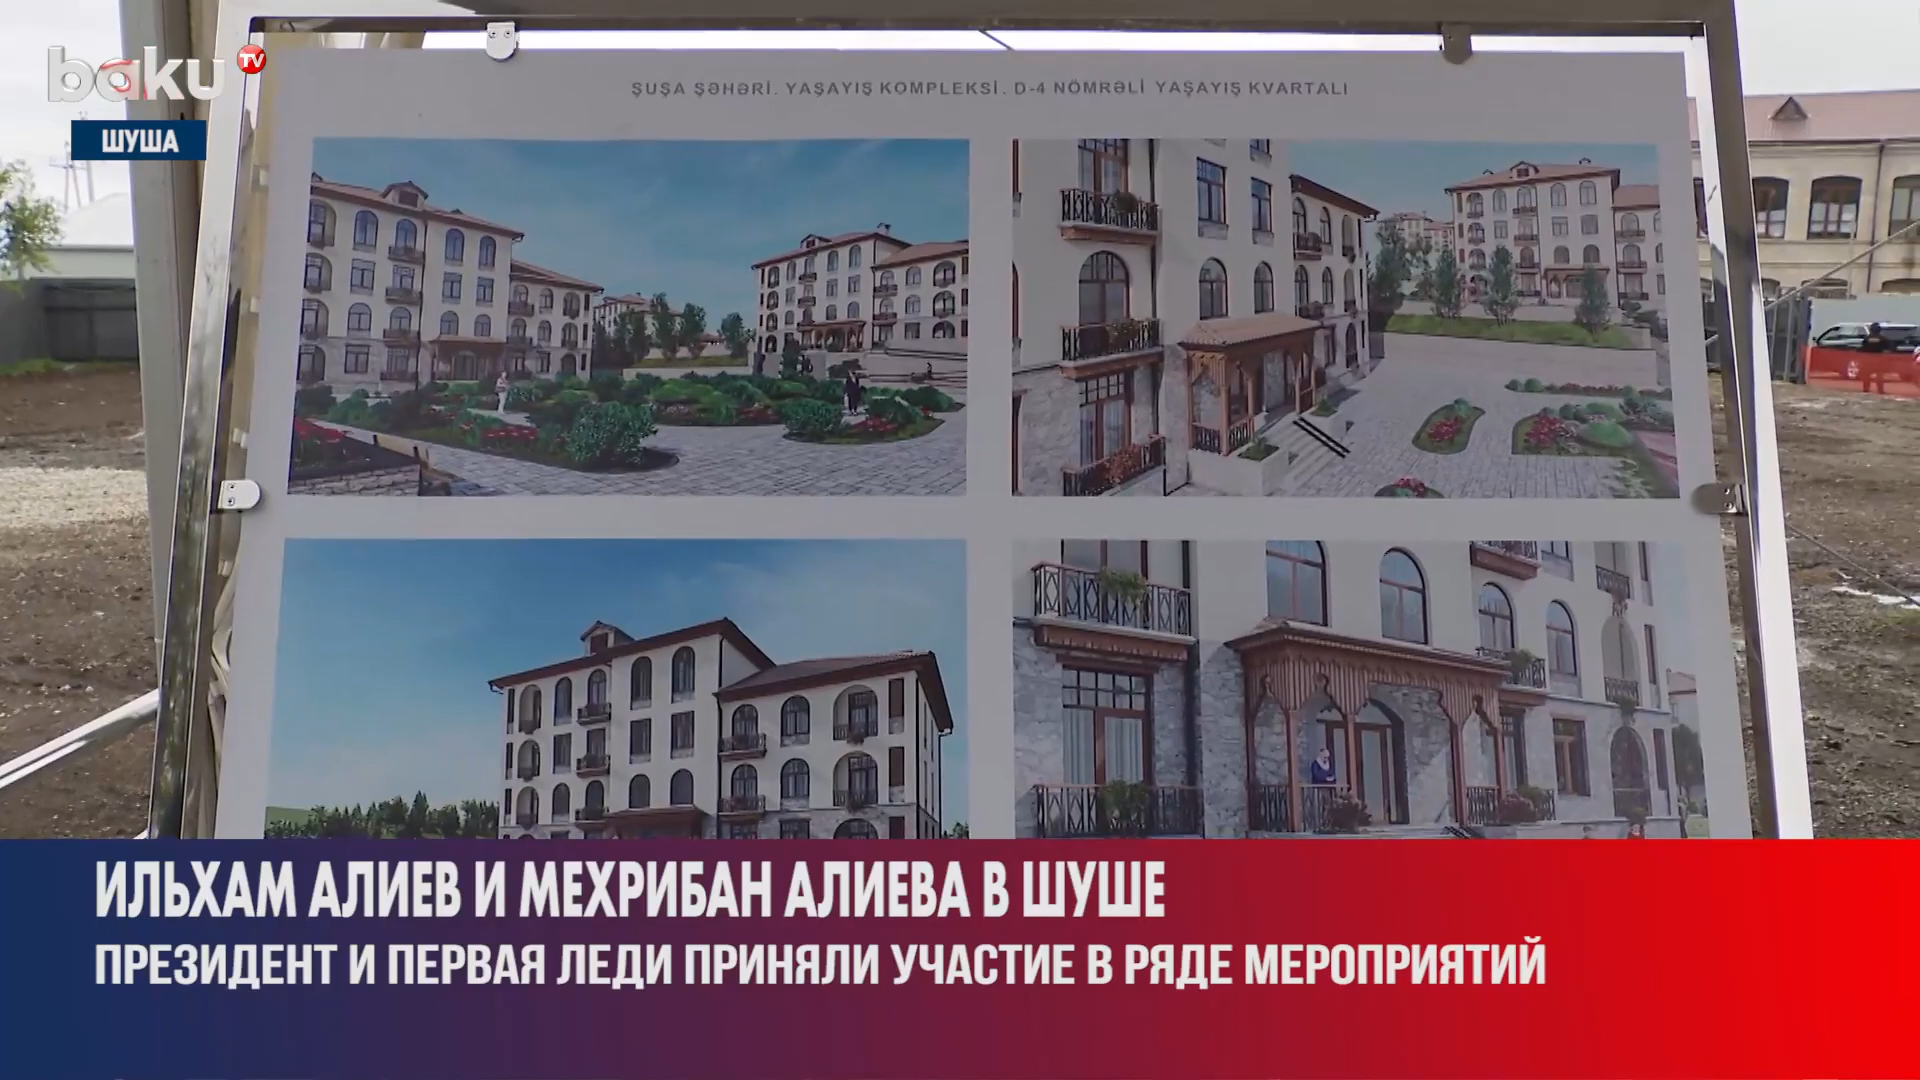 baku TV
ШУША
ŞUŞA ŞƏHƏRİ. YAŞAYIŞ KOMPLEKSİ. D-4 NÖMRƏLİ YAŞAYIŞ KVARTALI
ИЛЬХАМ АЛИЕВ И МЕХРИБАН АЛИЕВА В ШУШЕ
ПРЕЗИДЕНТ И ПЕРВАЯ ЛЕДИ ПРИНЯЛИ УЧАСТИЕ В РЯДЕ МЕРОПРИЯТИЙ